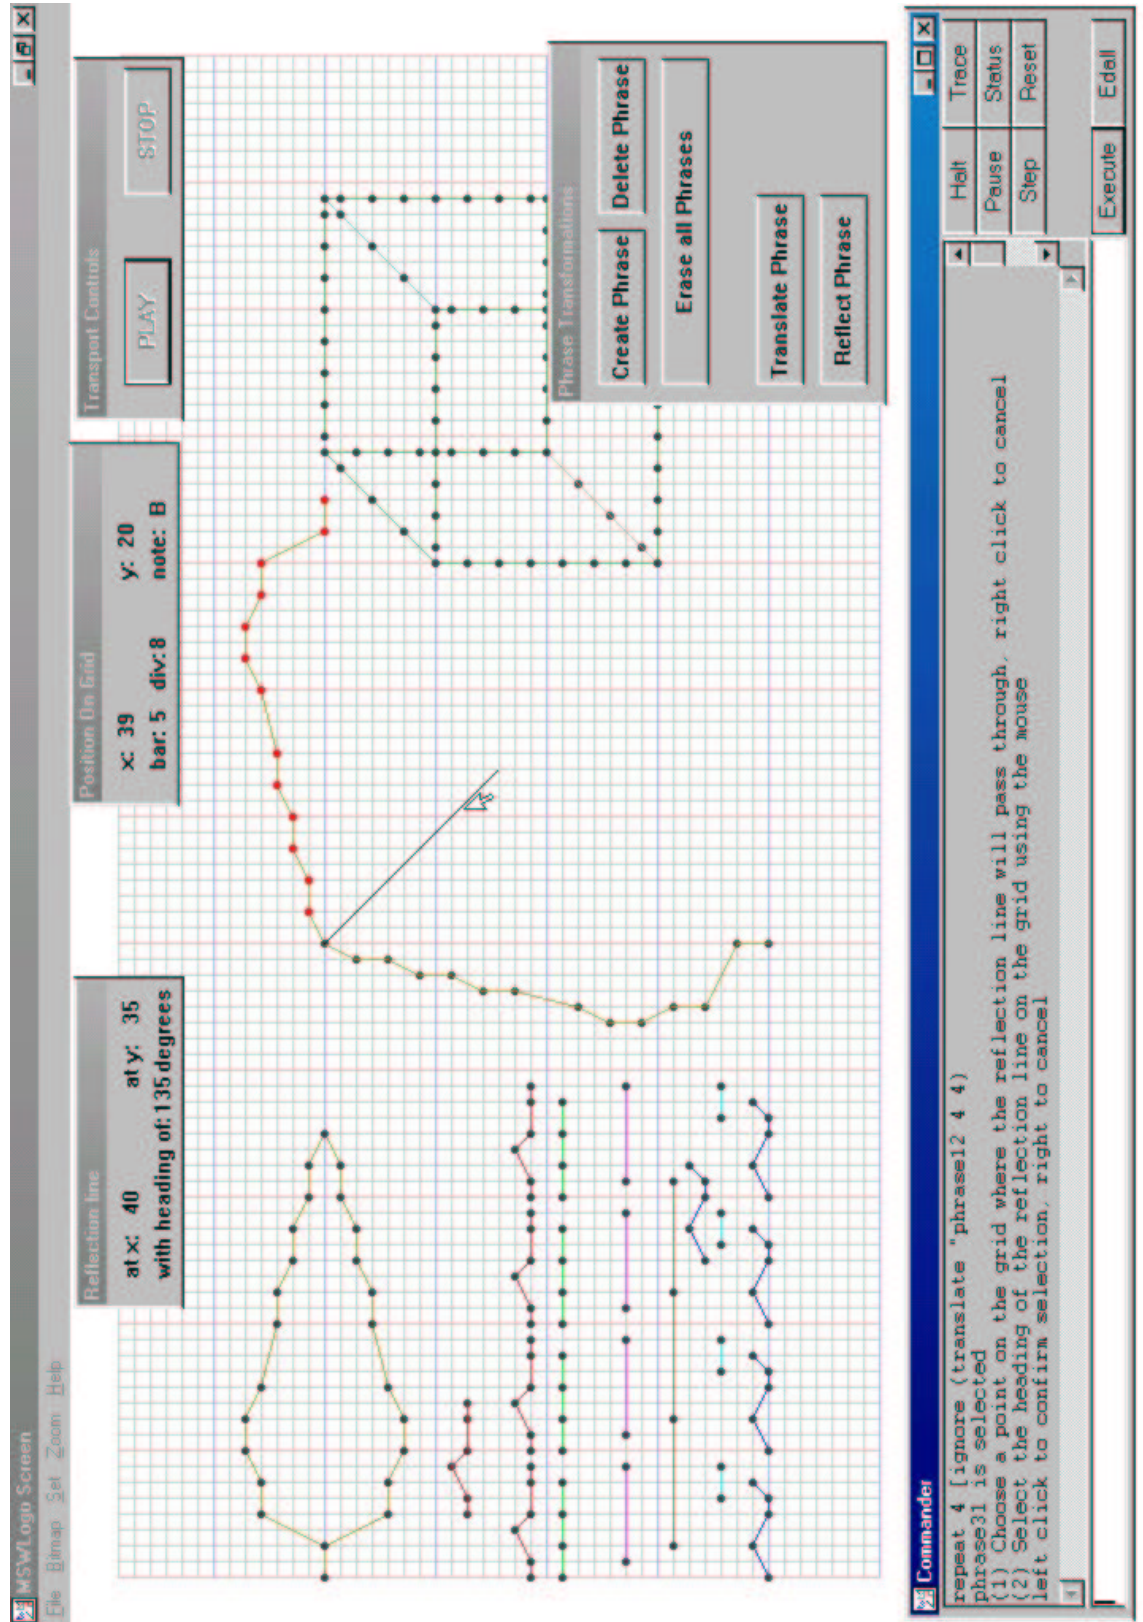 MSWLogo Screen
File Bitmap Set Zoom Help
Reflection line
at x: 40 at y: 35
with heading of: 135 degrees
Position On Grid
x: 39 y: 20
bar: 5 div: 8 note: B
Transport Controls
PLAY STOP
Phrase Transformations
Create Phrase Delete Phrase
Erase all Phrases
Translate Phrase
Reflect Phrase
Commander
repeat 4 [ignore (translate "phrase12 4 4)
phrase31 is selected
(1) Choose a point on the grid where the reflection line will pass through, right click to cancel
(2) Select the heading of the reflection line on the grid using the mouse
left click to confirm selection, right to cancel
Halt Trace
Pause Status
Step Reset
Execute Edall